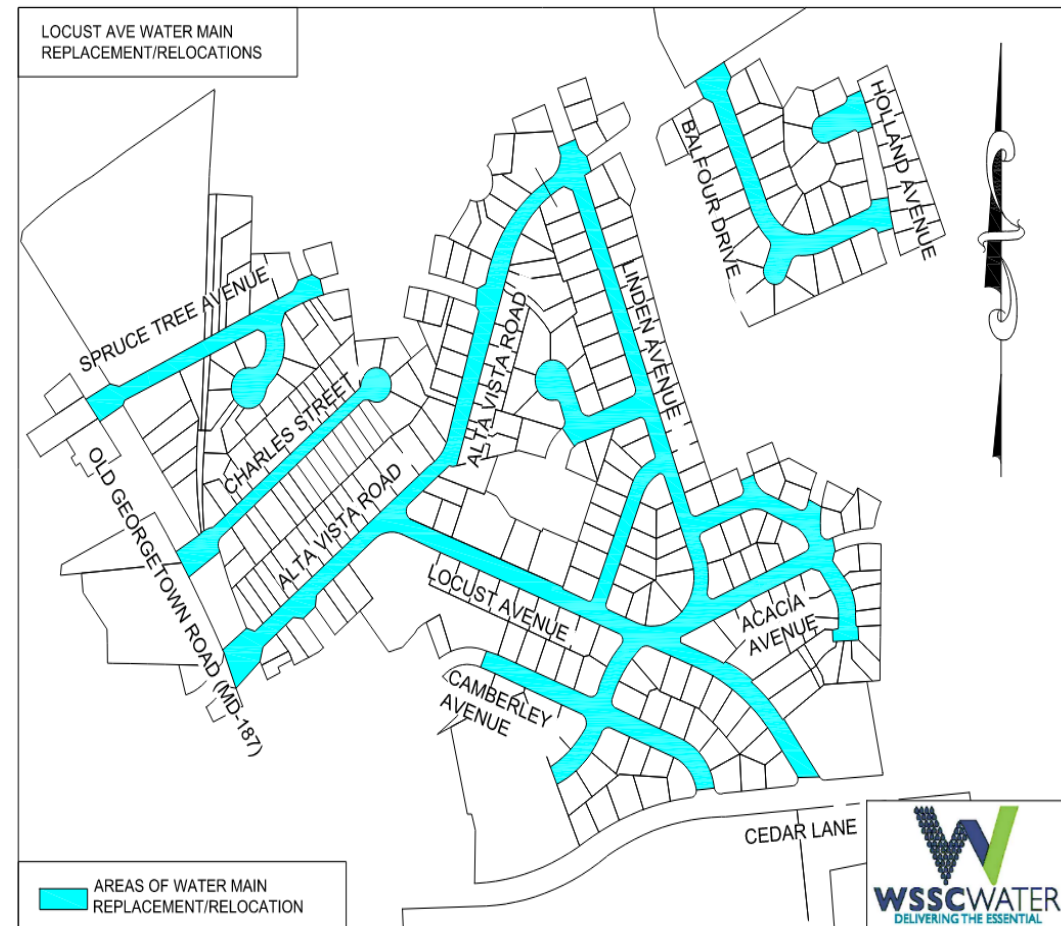 LOCUST AVE WATER MAIN
REPLACEMENT/RELOCATIONS
HOLLAND AVENUE
BALFOUR DRIVE
SPRUCE TREE AVENUE
LINDEN AVENUE
ALTA VISTA ROAD
CHARLES STREET
OLD GEORGETOWN ROAD (MD-187)
ALTA VISTA ROAD
LOCUST AVENUE
ACACIA
AVENUE
CAMBERLEY
AVENUE
CEDAR LANE
AREAS OF WATER MAIN
REPLACEMENT/RELOCATION
W
WSSCWATER
DELIVERING THE ESSENTIAL